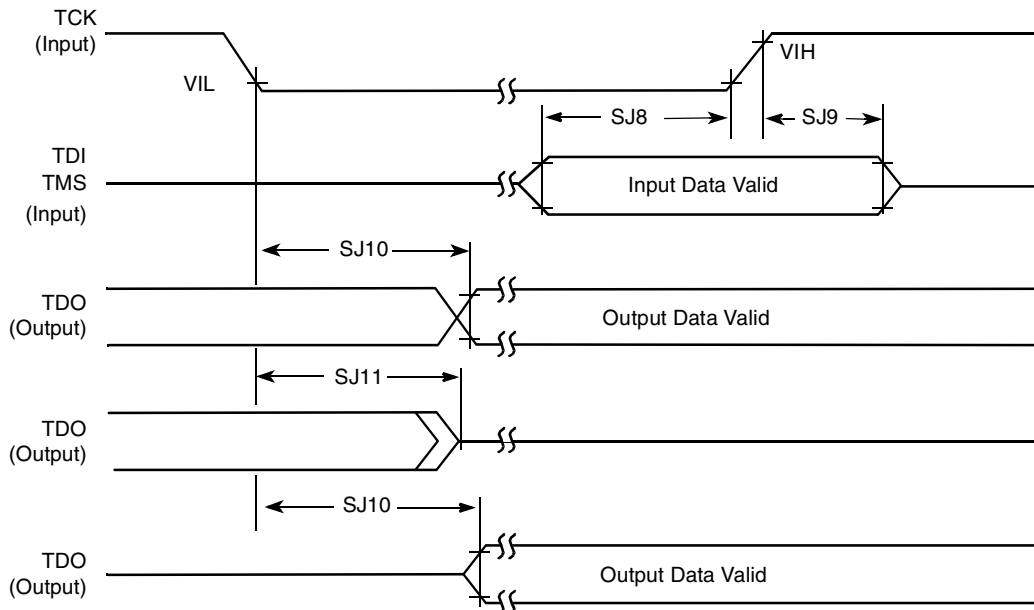 TCK
(Input)
VIL
VIH
SJ8
SJ9
TDI
TMS
(Input)
Input Data Valid
SJ10
TDO
(Output)
Output Data Valid
SJ11
TDO
(Output)
SJ10
TDO
(Output)
Output Data Valid